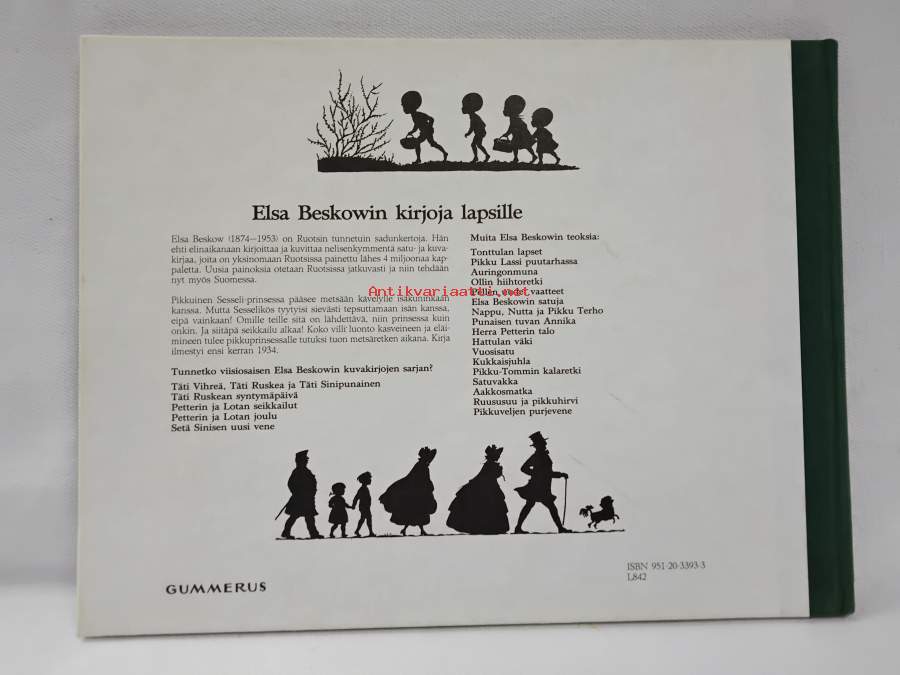 Elsa Beskowin kirjoja lapsille
Elsa Beskow (1874—1953) on Ruotsin tunnetuin sadunkertoja. Hän
ehti elinaikanaan kirjoittaa ja kuvittaa nelisenkymmentä satu- ja kuva-
kirjaa, joita on yksinomaan Ruotsissa painettu lähes 4 miljoonaa kap-
paletta. Uusia painoksia otetaan Ruotsissa jatkuvasti ja niin tehdään
nyt myös Suomessa.
Pikkuinen Sesseli-prinsessa pääsee metsään kävelylle isäkuninkaan
kanssa. Mutta Sesselikös tyytyisi sievästi tepsuttamaan isän kanssa,
eipä vainkaan! Omille teille sitä on lähdettävä, niin prinsessa kuin
onkin. Ja siitäpä seikkailu alkaa! Koko villi luonto kasveineen ja eläi-
mineen tulee pikkuprinsessalle tutuksi tuon metsäretken aikana. Kirja
ilmestyi ensi kerran 1934.
Tunnetko viisiosaisen Elsa Beskowin kuvakirjojen sarjan?
Täti Vihreä, Täti Ruskea ja Täti Sinipunainen
Täti Ruskean syntymäpäivä
Petterin ja Lotan seikkailut
Petterin ja Lotan joulu
Setä Sinisen uusi vene
Muita Elsa Beskowin teoksia:
Tonttulan lapset
Pikku Lassi puutarhassa
Auringonmuna
Ollin hiihtoretki
Pellen uudet vaatteet
Elsa Beskowin satuja
Nappu, Nutta ja Pikku Terho
Punaisen tuvan Annika
Herra Petterin talo
Hattulan väki
Vuosisatu
Kukkaisjuhla
Pikku-Tommin kalaretki
Satuvakka
Aakkosmatka
Ruususuu ja pikkuhirvi
Pikkuveljen purjevene
Antikvariaatti.net
ISBN 951-20-3393-3
L842
GUMMERUS